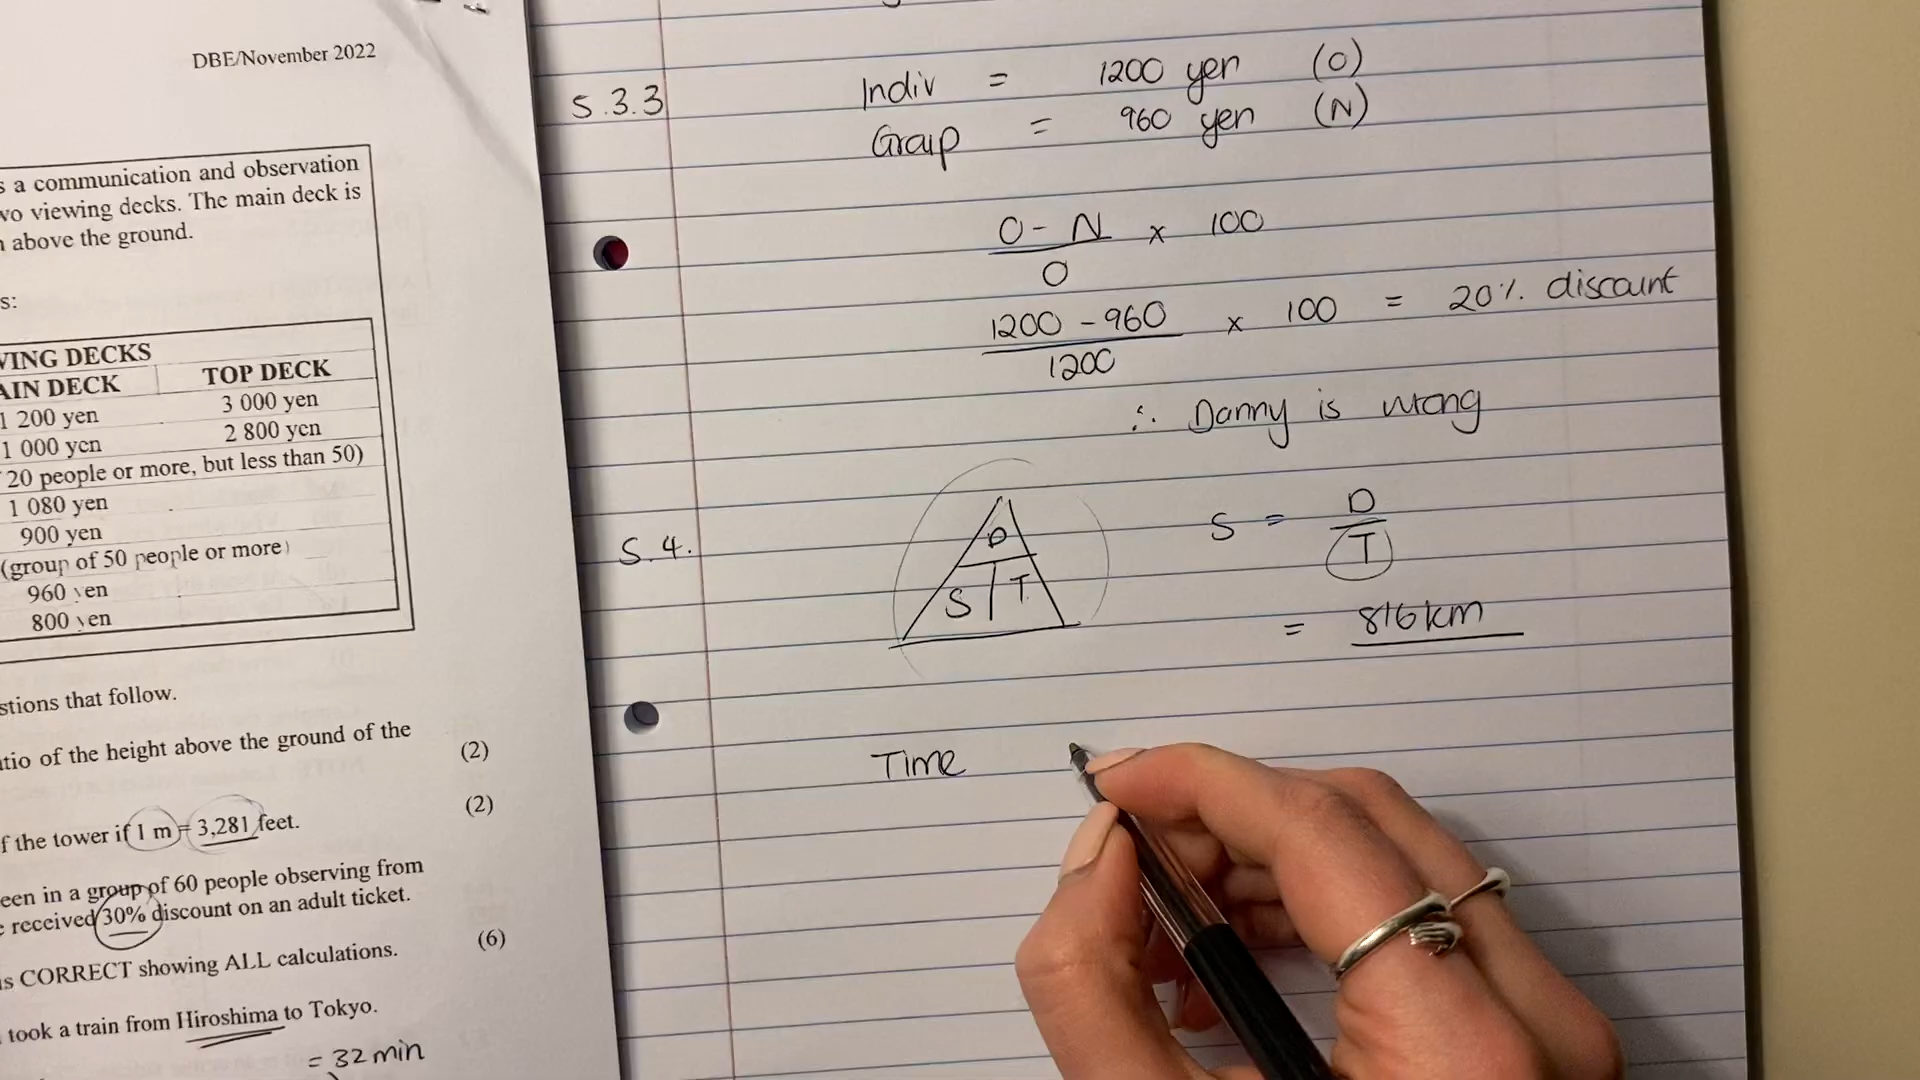 DBE/November 2022
s a communication and observation
wo viewing decks. The main deck is
above the ground.
s:
WING DECKS
AIN DECK TOP DECK
1 200 yen 3 000 yen
1 000 yen 2 800 yen
20 people or more, but less than 50)
1 080 yen
900 yen
(group of 50 people or more)
960 yen
800 yen
stions that follow.
atio of the height above the ground of the (2)
f the tower if 1 m = 3,281 feet. (2)
een in a group of 60 people observing from
e received 30% discount on an adult ticket.
is CORRECT showing ALL calculations. (6)
took a train from Hiroshima to Tokyo.
= 32 min
5.3.3 Indiv = 1200 yen (O)
Group = 960 yen (N)
O - N × 100
O
1200 - 960 × 100 = 20% discount
1200
∴ Danny is wrong
5.4. D S T S = D
T
= 816km
Time